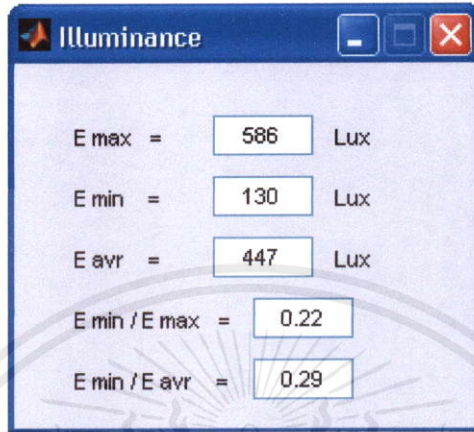 Illuminance
E max = 586 Lux
E min = 130 Lux
E avr = 447 Lux
E min / E max = 0.22
E min / E avr = 0.29